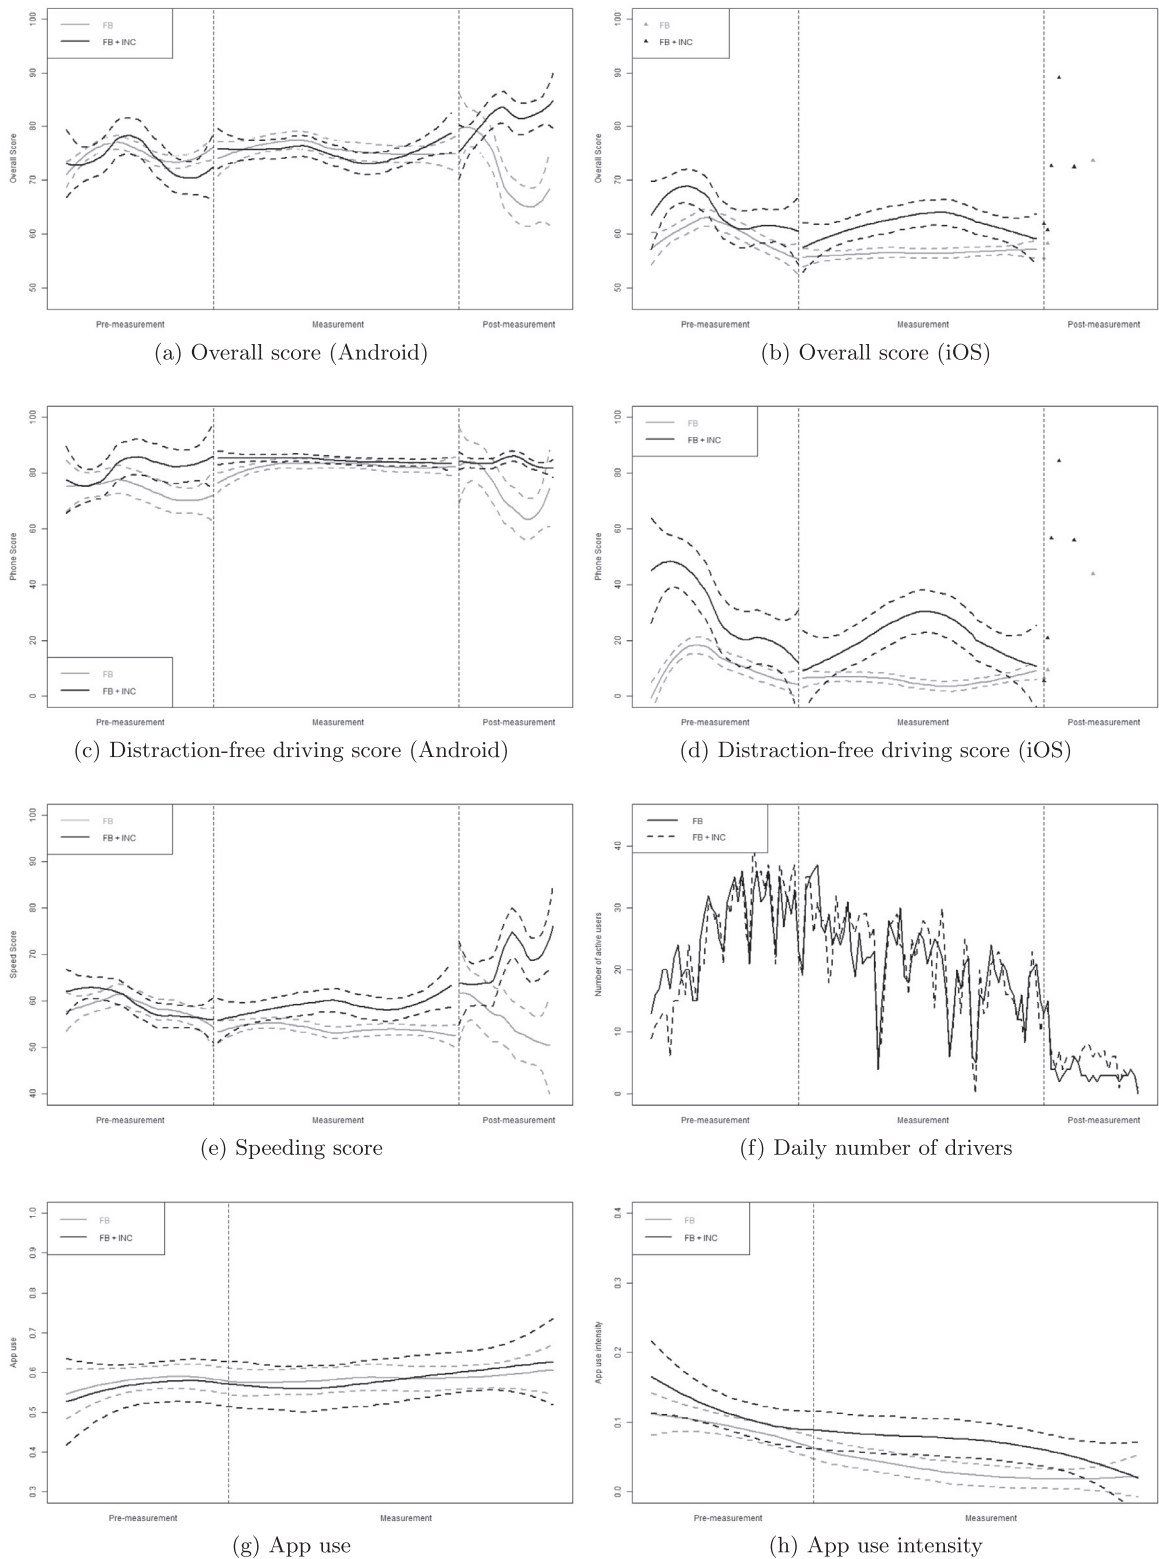 FB
FB + INC
Overall Score
100
90
80
70
60
50
Pre-measurement Measurement Post-measurement
(a) Overall score (Android)
FB
FB + INC
Overall Score
100
90
80
70
60
50
Pre-measurement Measurement Post-measurement
(b) Overall score (iOS)
Phone Score
100
80
60
40
20
0
FB
FB + INC
Pre-measurement Measurement Post-measurement
(c) Distraction-free driving score (Android)
FB
FB + INC
Phone Score
100
80
60
40
20
0
Pre-measurement Measurement Post-measurement
(d) Distraction-free driving score (iOS)
FB
FB + INC
Speed Score
100
90
80
70
60
50
40
Pre-measurement Measurement Post-measurement
(e) Speeding score
FB
FB + INC
Number of active users
40
30
20
10
0
Pre-measurement Measurement Post-measurement
(f) Daily number of drivers
FB
FB + INC
App use
1.0
0.9
0.8
0.7
0.6
0.5
0.4
0.3
Pre-measurement Measurement
(g) App use
FB
FB + INC
App use intensity
0.4
0.3
0.2
0.1
0.0
Pre-measurement Measurement
(h) App use intensity